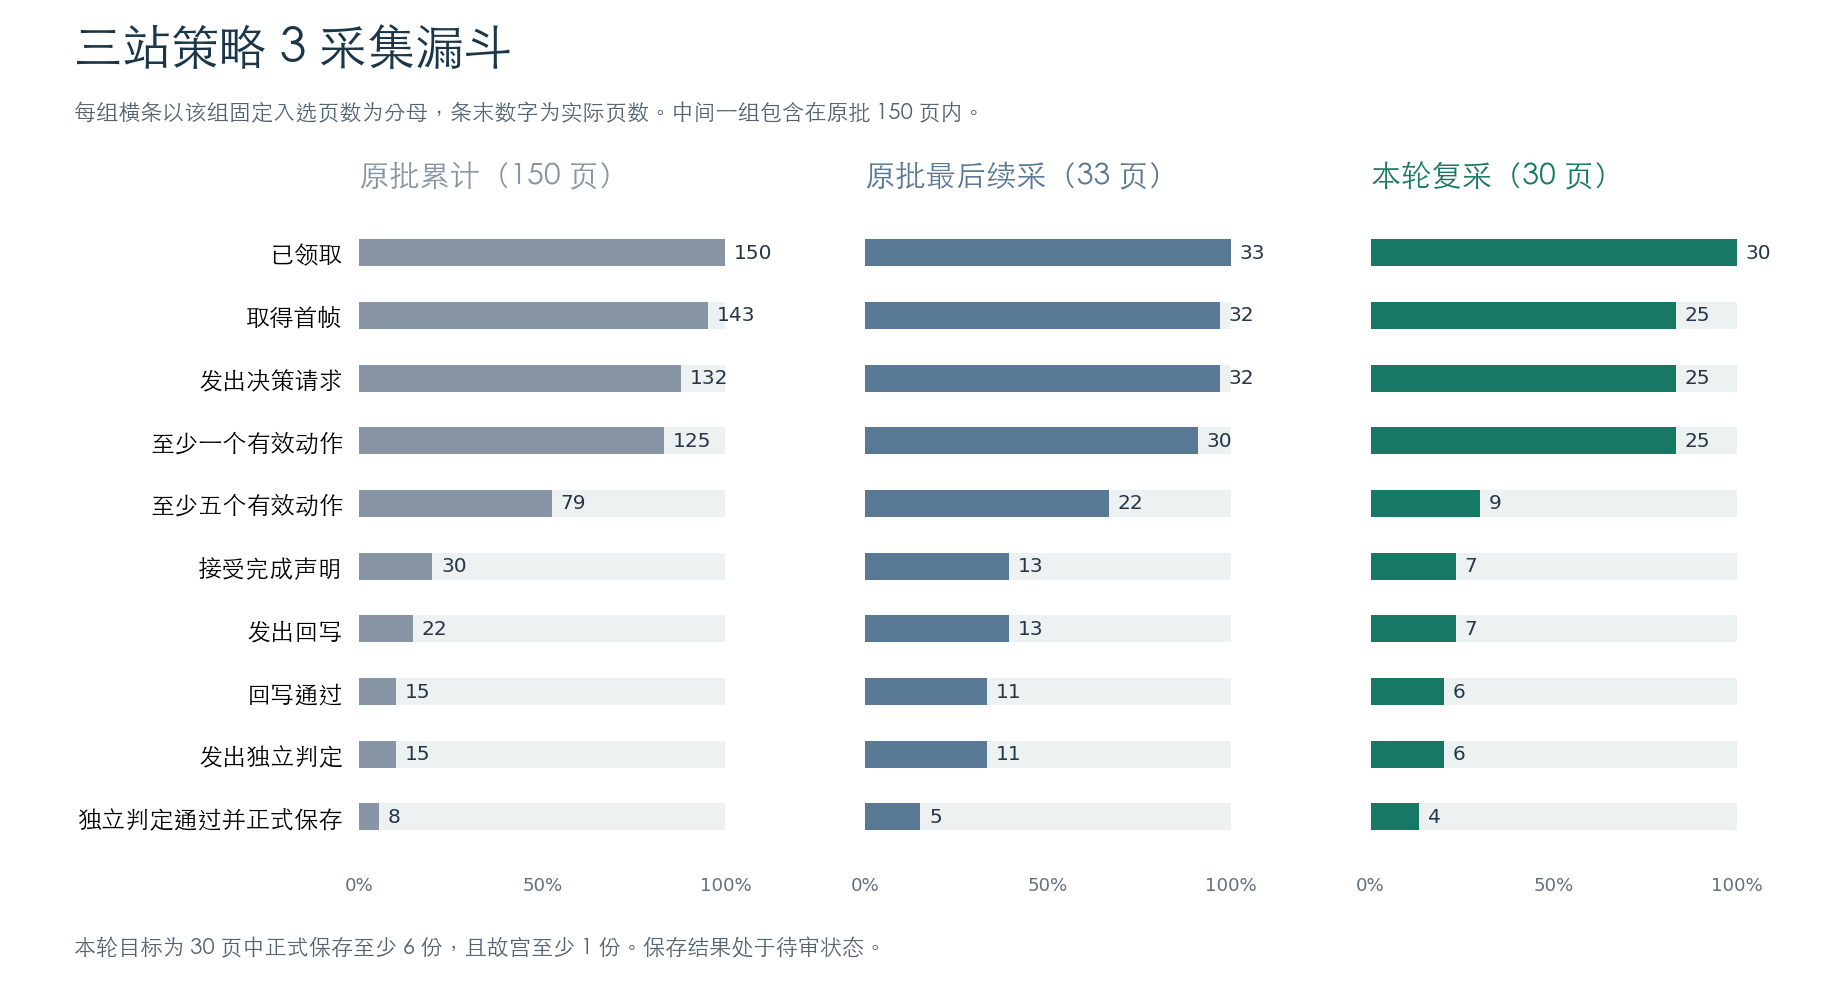 三站策略 3 采集漏斗
每组横条以该组固定入选页数为分母，条末数字为实际页数。中间一组包含在原批 150 页内。
原批累计（150 页） 原批最后续采（33 页） 本轮复采（30 页）
已领取 150 33 30
取得首帧 143 32 25
发出决策请求 132 32 25
至少一个有效动作 125 30 25
至少五个有效动作 79 22 9
接受完成声明 30 13 7
发出回写 22 13 7
回写通过 15 11 6
发出独立判定 15 11 6
独立判定通过并正式保存 8 5 4
0% 50% 100% 0% 50% 100% 0% 50% 100%
本轮目标为 30 页中正式保存至少 6 份，且故宫至少 1 份。保存结果处于待审状态。